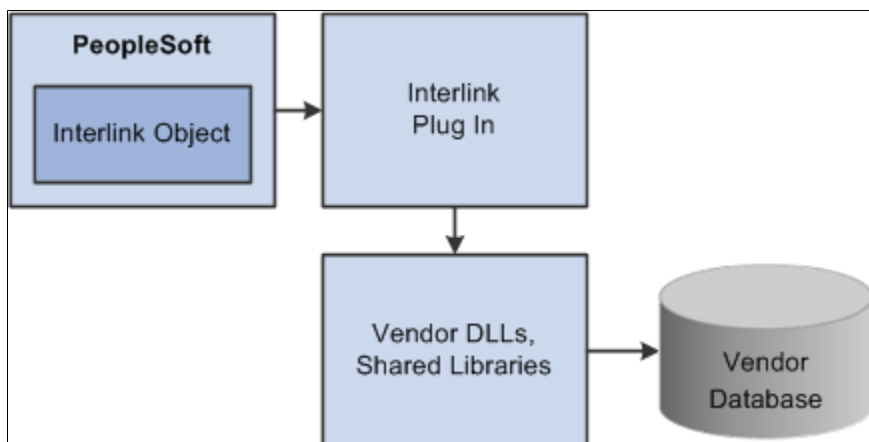 PeopleSoft
Interlink Object
Interlink
Plug In
Vendor DLLs,
Shared Libraries
Vendor
Database